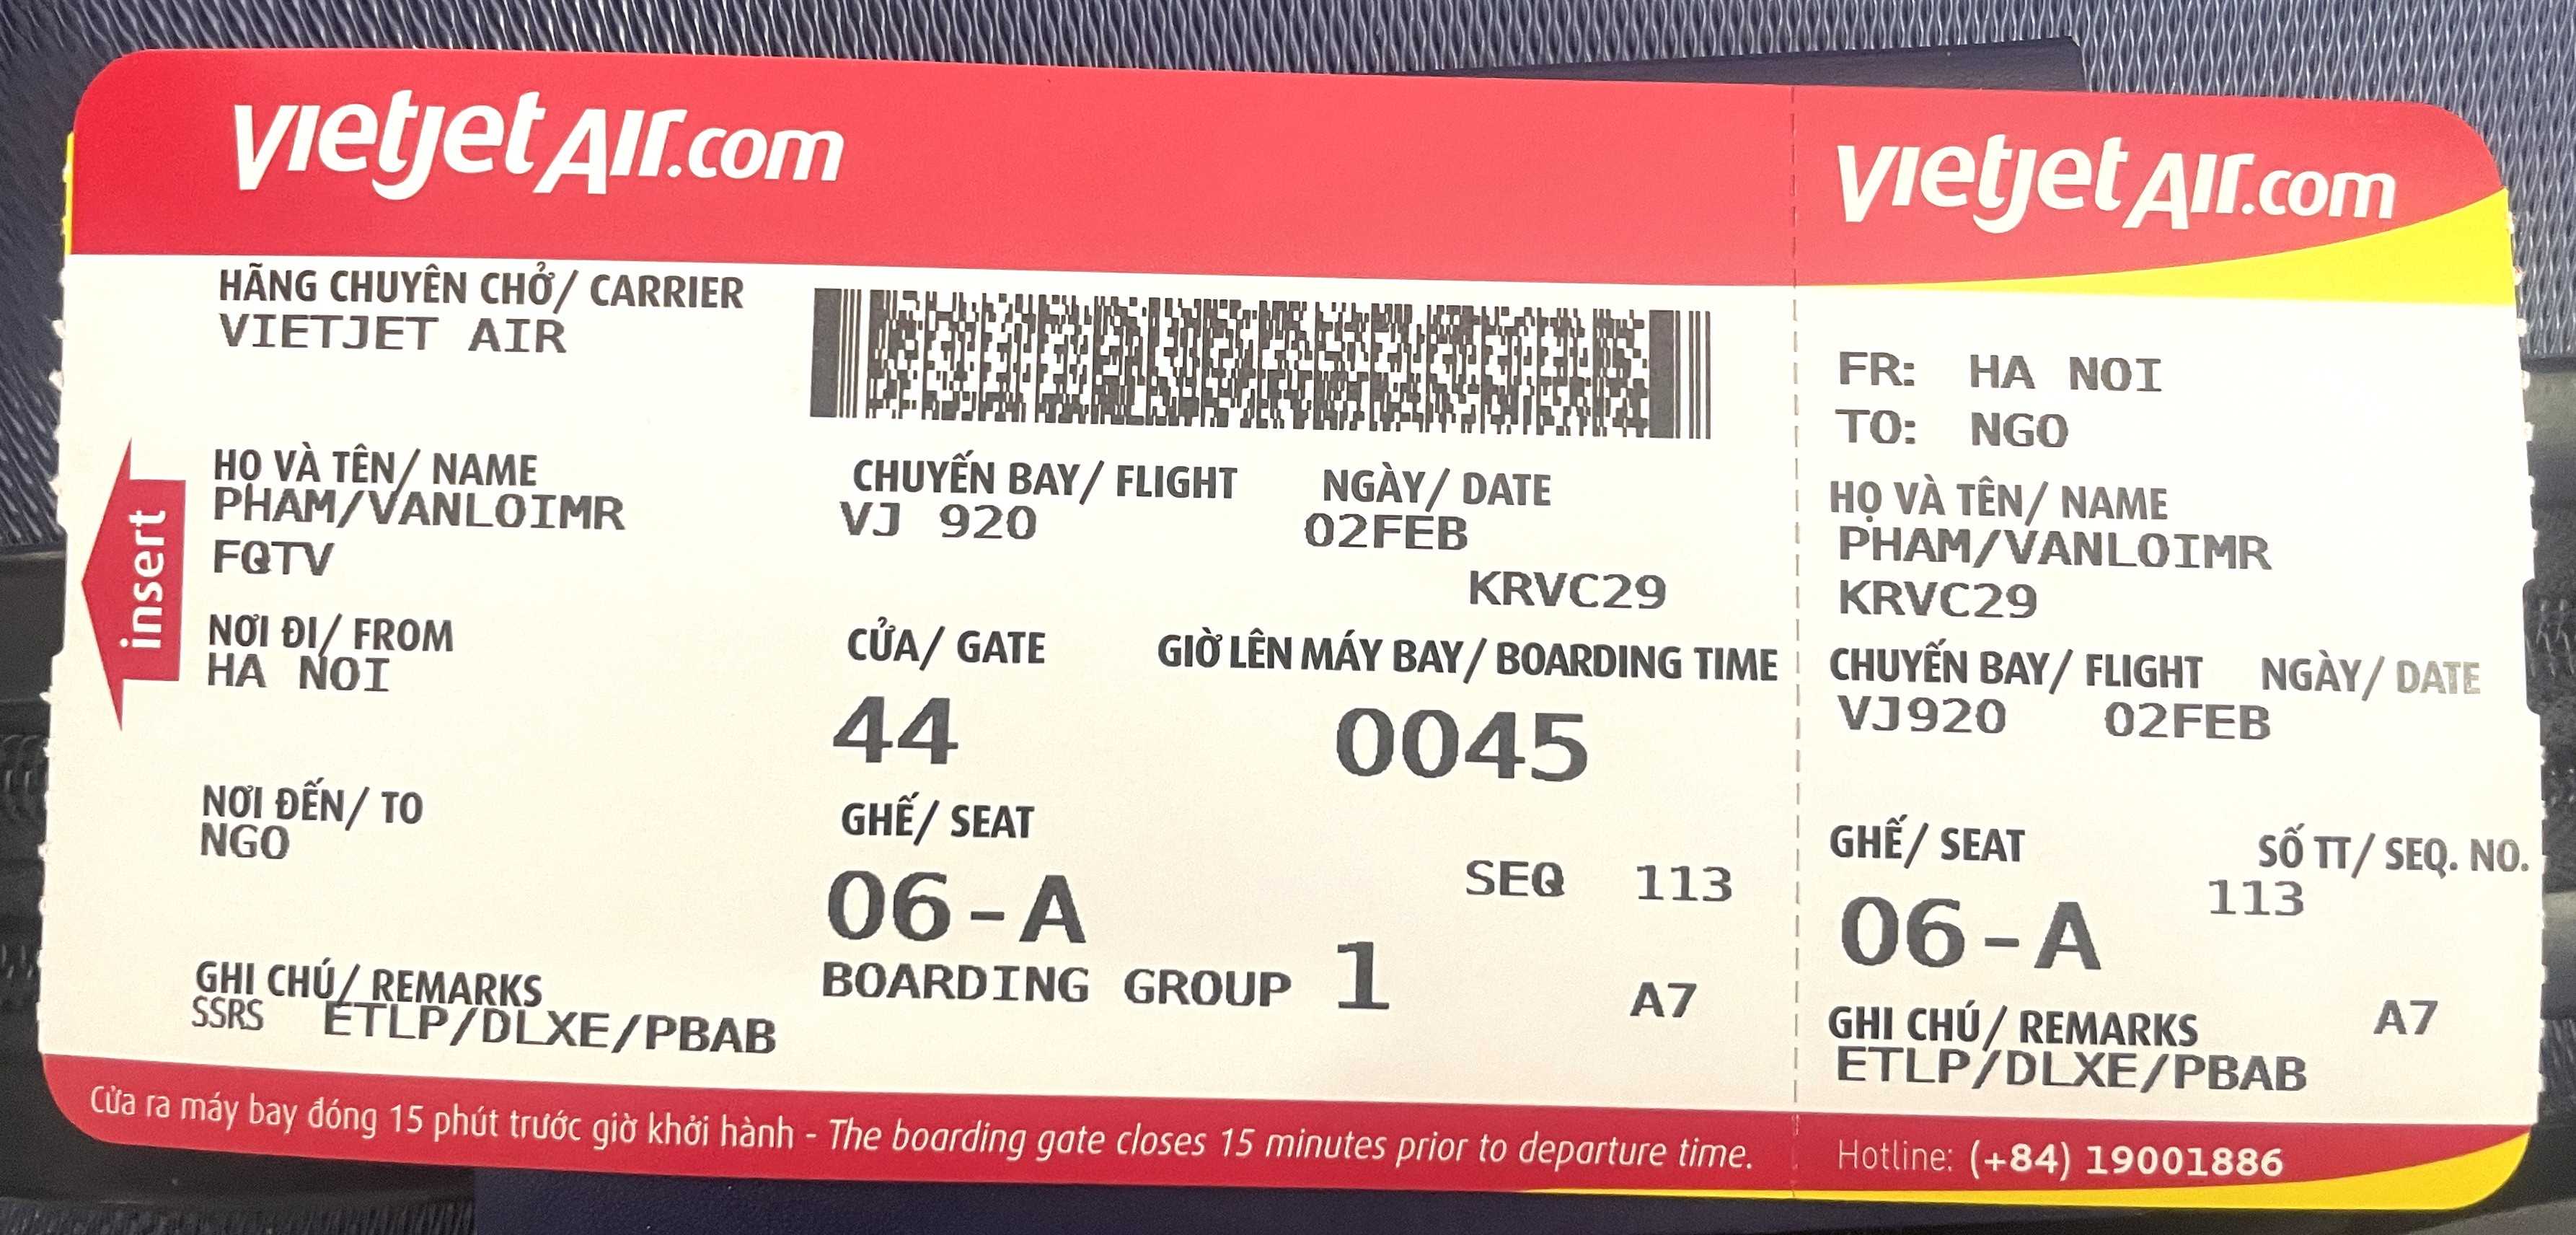 vietjetAir.com
HÃNG CHUYÊN CHỞ/ CARRIER
VIETJET AIR
HỌ VÀ TÊN/ NAME
PHAM/VANLOIMR
FQTV
insert
NƠI ĐI/ FROM
HA NOI
NƠI ĐẾN/ TO
NGO
GHI CHÚ/ REMARKS
SSRS ETLP/DLXE/PBAB
CHUYẾN BAY/ FLIGHT NGÀY/ DATE
VJ 920 02FEB
KRVC29
CỬA/ GATE GIỜ LÊN MÁY BAY/ BOARDING TIME
44 0045
GHẾ/ SEAT
06-A SEQ 113
BOARDING GROUP 1 A7
Cửa ra máy bay đóng 15 phút trước giờ khởi hành - The boarding gate closes 15 minutes prior to departure time.
vietjetAir.com
FR: HA NOI
TO: NGO
HỌ VÀ TÊN/ NAME
PHAM/VANLOIMR
KRVC29
CHUYẾN BAY/ FLIGHT NGÀY/ DATE
VJ920 02FEB
GHẾ/ SEAT SỐ TT/ SEQ. NO.
06-A 113
GHI CHÚ/ REMARKS A7
ETLP/DLXE/PBAB
Hotline: (+84) 19001886